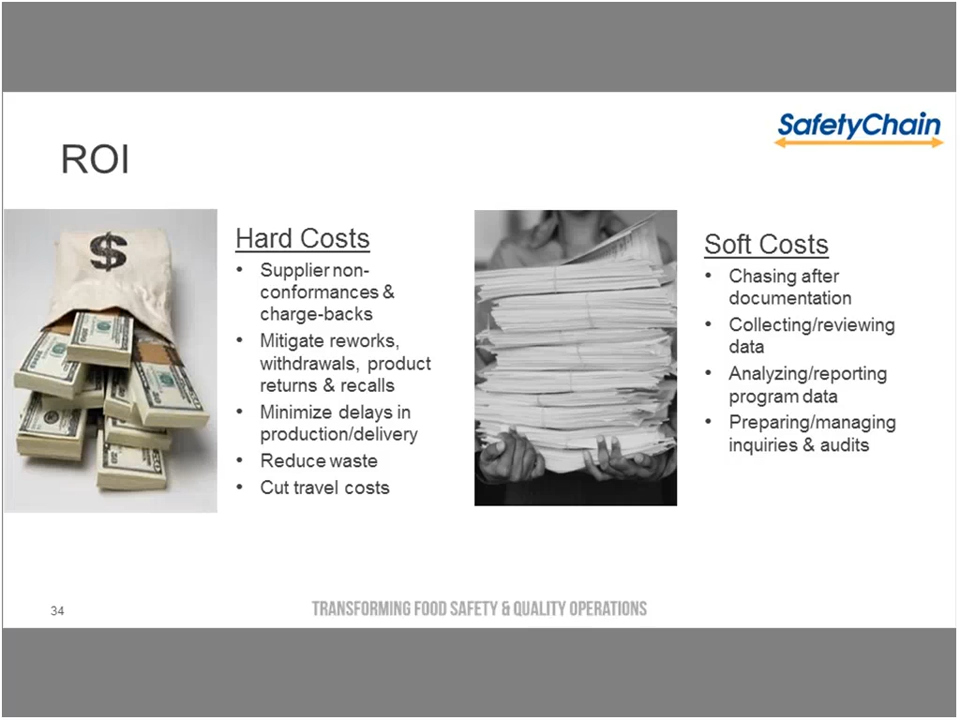 SafetyChain
ROI
$
Hard Costs
• Supplier non-
conformances &
charge-backs
• Mitigate reworks,
withdrawals, product
returns & recalls
• Minimize delays in
production/delivery
• Reduce waste
• Cut travel costs
Soft Costs
• Chasing after
documentation
• Collecting/reviewing
data
• Analyzing/reporting
program data
• Preparing/managing
inquiries & audits
34
TRANSFORMING FOOD SAFETY & QUALITY OPERATIONS